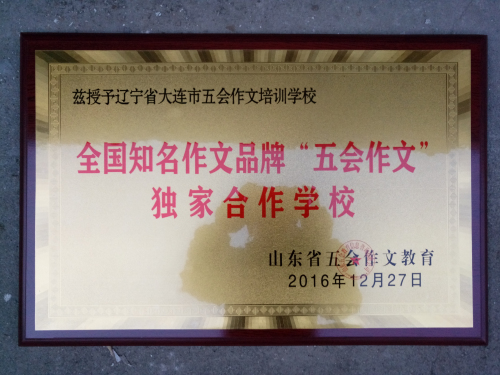 兹授予辽宁省大连市五会作文培训学校
全国知名作文品牌“五会作文”
独家合作学校
山东省五会作文教育
2016年12月27日